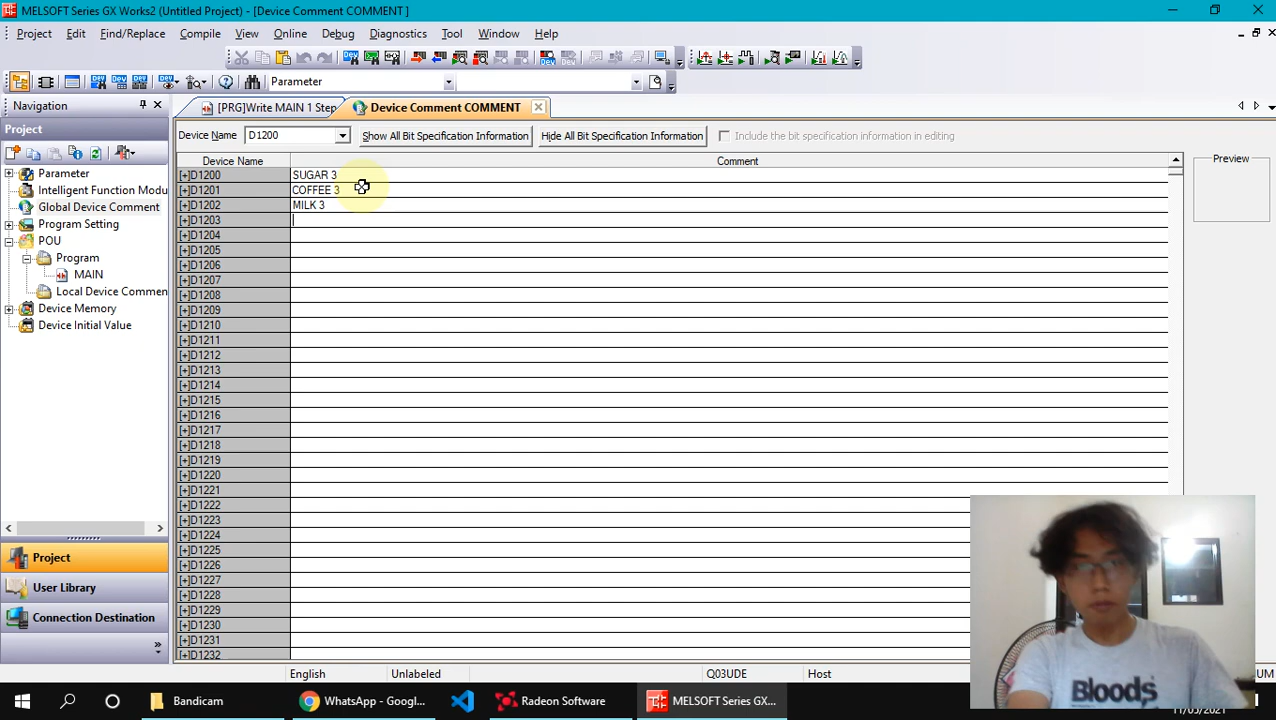 MELSOFT Series GX Works2 (Untitled Project) - [Device Comment COMMENT ]
Project Edit Find/Replace Compile View Online Debug Diagnostics Tool Window Help
Parameter
Navigation
[PRG]Write MAIN 1 Step
Device Comment COMMENT
Project
Device Name D1200 Show All Bit Specification Information Hide All Bit Specification Information Include the bit specification information in editing
Device Name Comment
Preview
Parameter
Intelligent Function Modu
Global Device Comment
Program Setting
POU
Program
MAIN
Local Device Commen
Device Memory
Device Initial Value
[+]D1200 SUGAR 3
[+]D1201 COFFEE 3
[+]D1202 MILK 3
[+]D1203
[+]D1204
[+]D1205
[+]D1206
[+]D1207
[+]D1208
[+]D1209
[+]D1210
[+]D1211
[+]D1212
[+]D1213
[+]D1214
[+]D1215
[+]D1216
[+]D1217
[+]D1218
[+]D1219
[+]D1220
[+]D1221
[+]D1222
[+]D1223
[+]D1224
[+]D1225
[+]D1226
[+]D1227
[+]D1228
[+]D1229
[+]D1230
[+]D1231
[+]D1232
Project
User Library
Connection Destination
English Unlabeled Q03UDE Host UM
Bloods
Bandicam WhatsApp - Googl... Radeon Software MELSOFT Series GX...